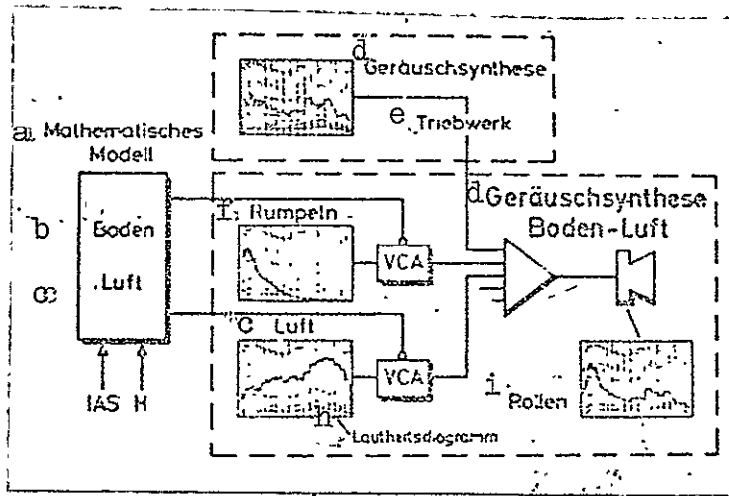 d
Geräuschsynthese
e Triebwerk
a Mathematisches
Modell
b Boden
c Luft
IAS H
d Geräuschsynthese
Boden-Luft
f Rumpeln
VCA
c Luft
VCA
h
Lautheitsdiagramm
i Rollen